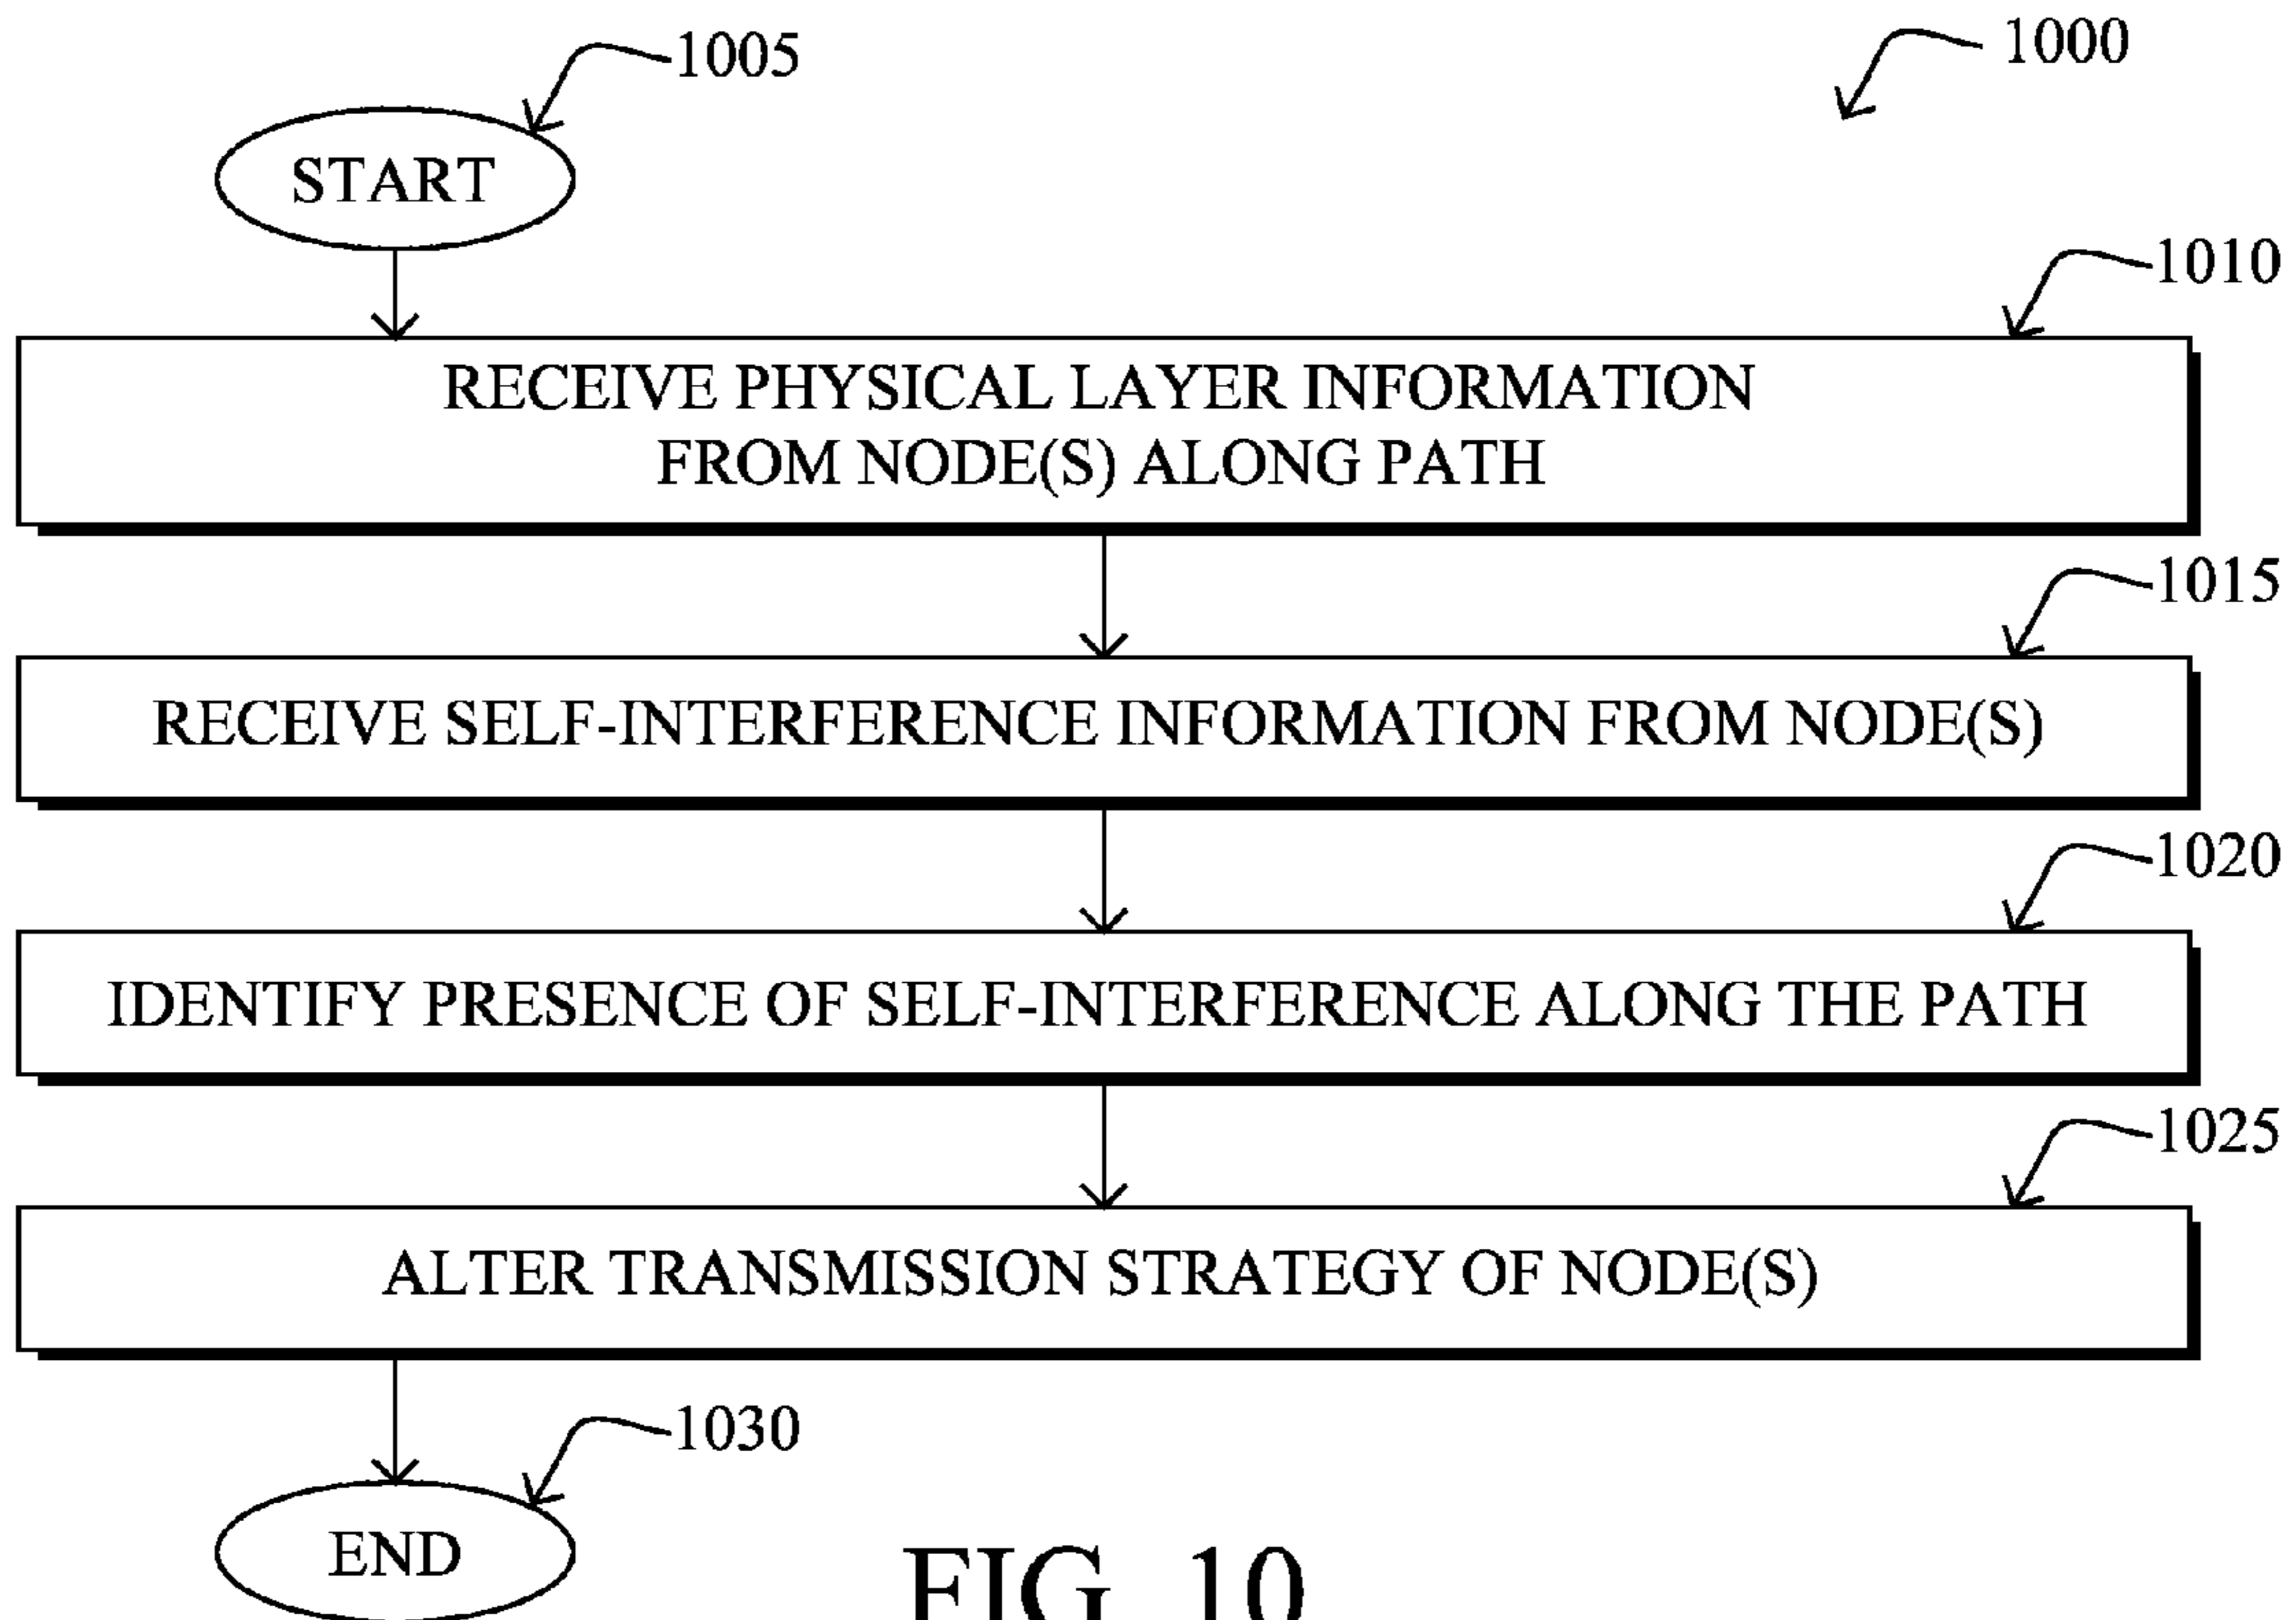 1005
1000
START
1010
RECEIVE PHYSICAL LAYER INFORMATION
FROM NODE(S) ALONG PATH
1015
RECEIVE SELF-INTERFERENCE INFORMATION FROM NODE(S)
1020
IDENTIFY PRESENCE OF SELF-INTERFERENCE ALONG THE PATH
1025
ALTER TRANSMISSION STRATEGY OF NODE(S)
1030
END
FIG. 10